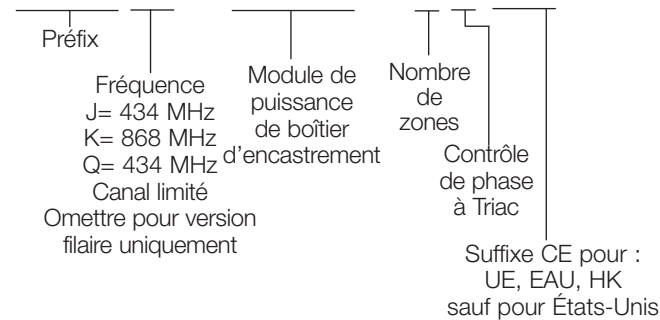 Préfix
Fréquence
J= 434 MHz
K= 868 MHz
Q= 434 MHz
Canal limité
Omettre pour version
filaire uniquement
Module de
puissance
de boîtier
d'encastrement
Nombre
de
zones
Contrôle
de phase
à Triac
Suffixe CE pour :
UE, EAU, HK
sauf pour États-Unis